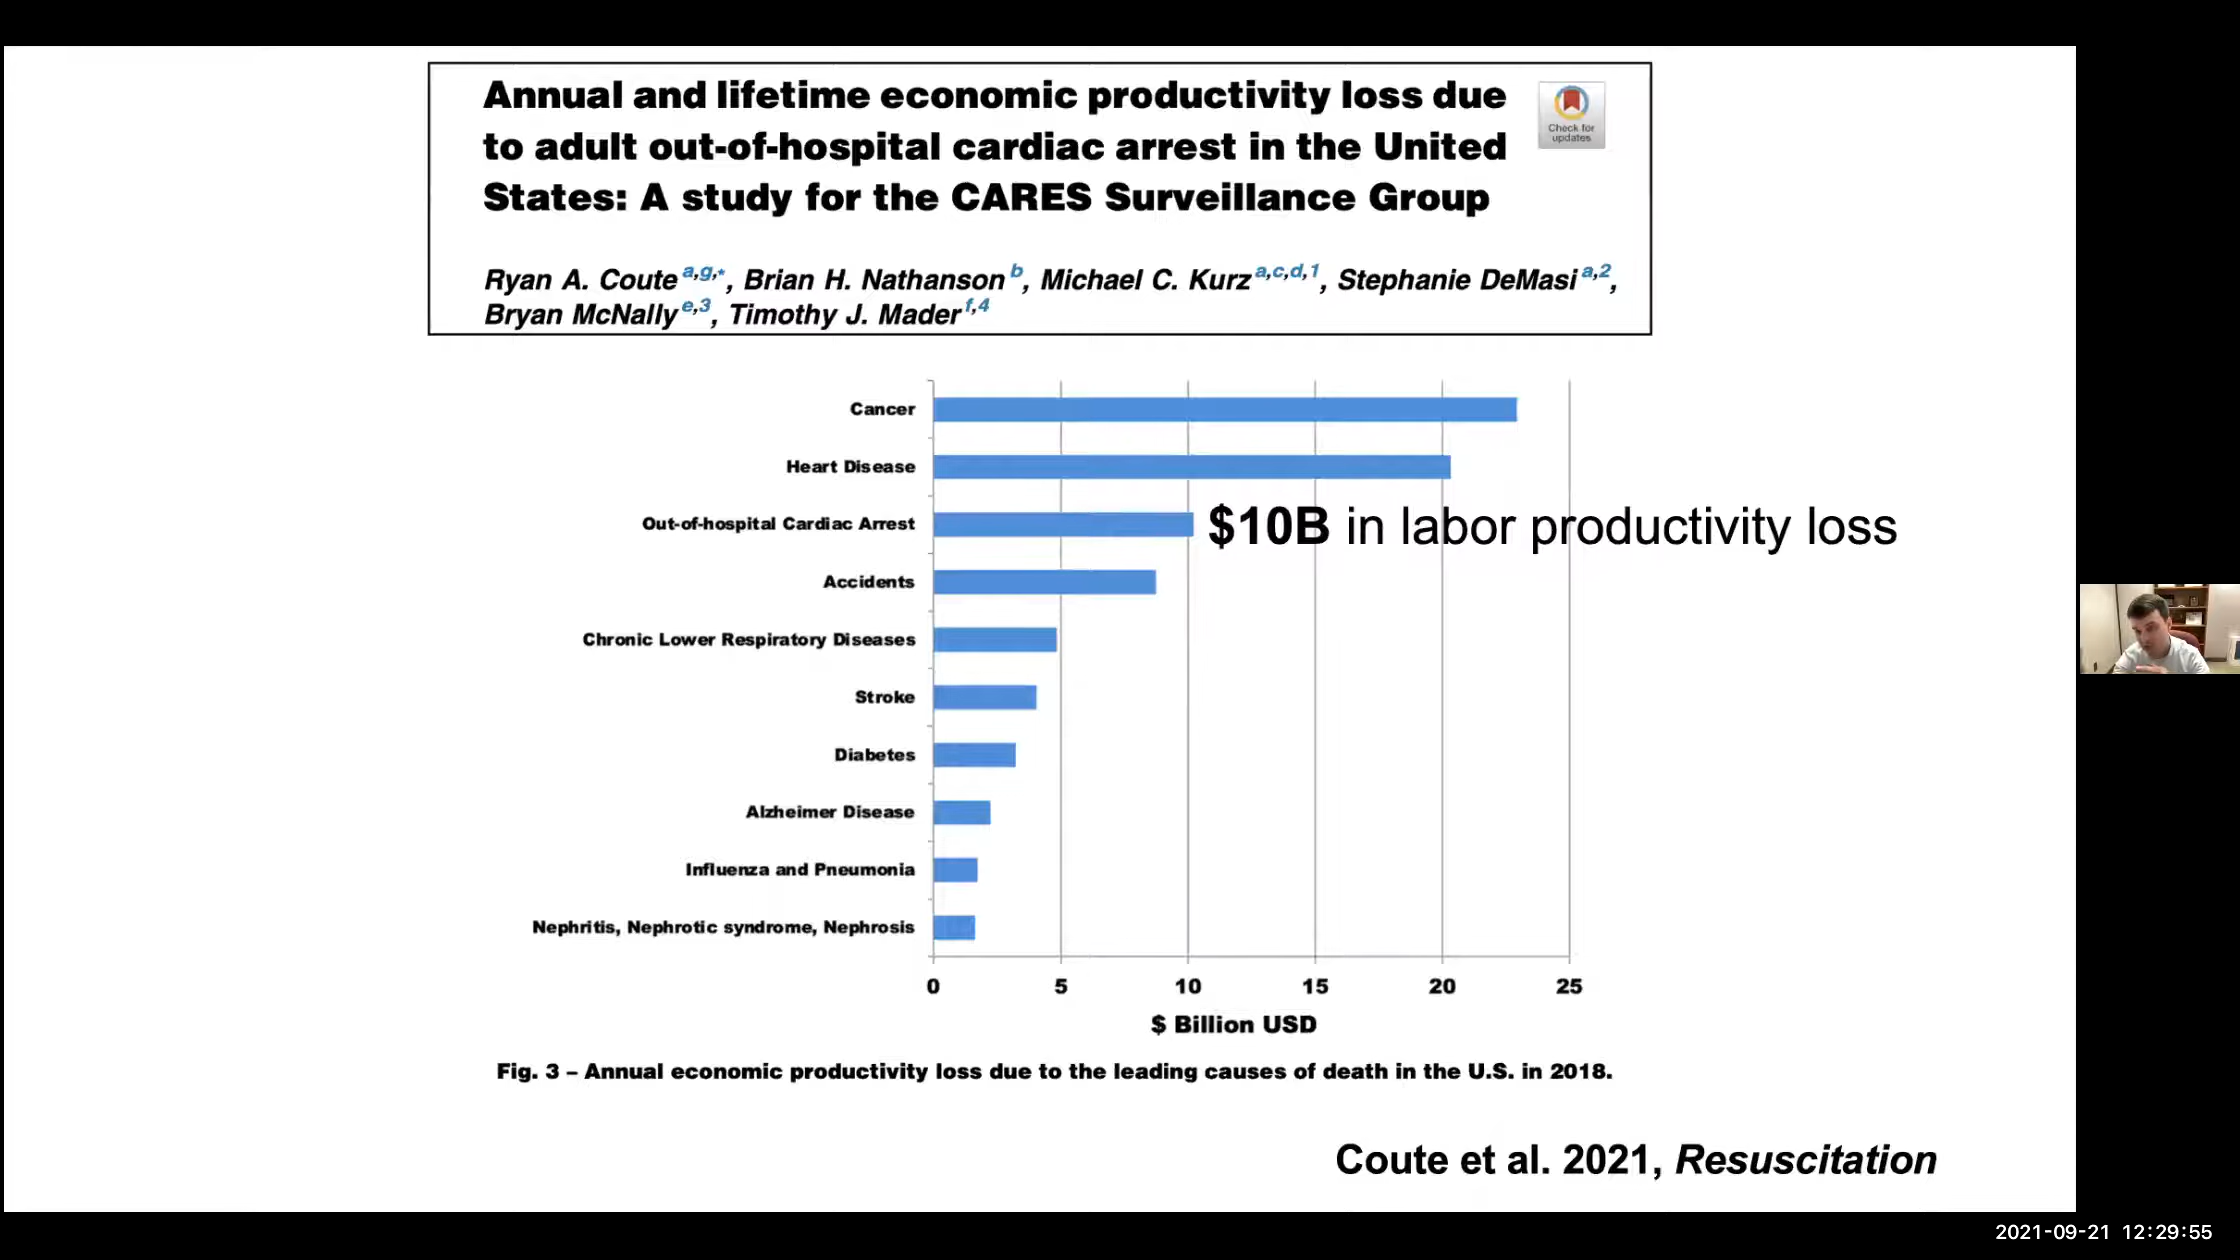 Annual and lifetime economic productivity loss due
to adult out-of-hospital cardiac arrest in the United
States: A study for the CARES Surveillance Group
Check for
updates
Ryan A. Coute a,g,*, Brian H. Nathanson b, Michael C. Kurz a,c,d,1, Stephanie DeMasi a,2,
Bryan McNally e,3, Timothy J. Mader f,4
Cancer
Heart Disease
Out-of-hospital Cardiac Arrest
$10B in labor productivity loss
Accidents
Chronic Lower Respiratory Diseases
Stroke
Diabetes
Alzheimer Disease
Influenza and Pneumonia
Nephritis, Nephrotic syndrome, Nephrosis
0 5 10 15 20 25
$ Billion USD
Fig. 3 – Annual economic productivity loss due to the leading causes of death in the U.S. in 2018.
Coute et al. 2021, Resuscitation
2021-09-21 12:29:55